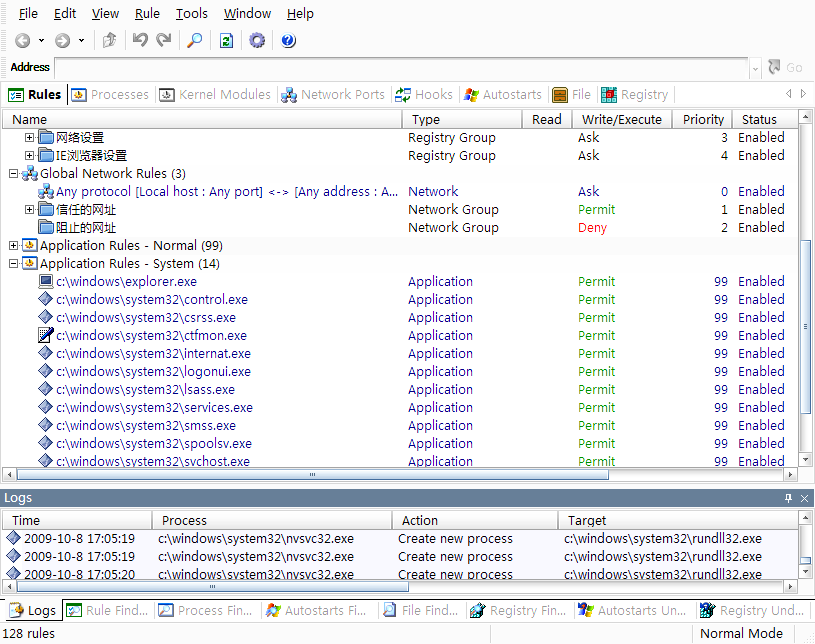 File Edit View Rule Tools Window Help
Address Go
Rules Processes Kernel Modules Network Ports Hooks Autostarts File Registry
Name Type Read Write/Execute Priority Status
网络设置 Registry Group Ask 3 Enabled
IE浏览器设置 Registry Group Ask 4 Enabled
Global Network Rules (3)
Any protocol [Local host : Any port] <-> [Any address : A... Network Ask 0 Enabled
信任的网址 Network Group Permit 1 Enabled
阻止的网址 Network Group Deny 2 Enabled
Application Rules - Normal (99)
Application Rules - System (14)
c:\windows\explorer.exe Application Permit 99 Enabled
c:\windows\system32\control.exe Application Permit 99 Enabled
c:\windows\system32\csrss.exe Application Permit 99 Enabled
c:\windows\system32\ctfmon.exe Application Permit 99 Enabled
c:\windows\system32\internat.exe Application Permit 99 Enabled
c:\windows\system32\logonui.exe Application Permit 99 Enabled
c:\windows\system32\lsass.exe Application Permit 99 Enabled
c:\windows\system32\services.exe Application Permit 99 Enabled
c:\windows\system32\smss.exe Application Permit 99 Enabled
c:\windows\system32\spoolsv.exe Application Permit 99 Enabled
c:\windows\system32\svchost.exe Application Permit 99 Enabled
Logs
Time Process Action Target
2009-10-8 17:05:19 c:\windows\system32\nvsvc32.exe Create new process c:\windows\system32\rundll32.exe
2009-10-8 17:05:19 c:\windows\system32\nvsvc32.exe Create new process c:\windows\system32\rundll32.exe
2009-10-8 17:05:20 c:\windows\system32\nvsvc32.exe Create new process c:\windows\system32\rundll32.exe
Logs Rule Find... Process Fin... Autostarts Fi... File Find... Registry Fin... Autostarts Un... Registry Und...
128 rules Normal Mode